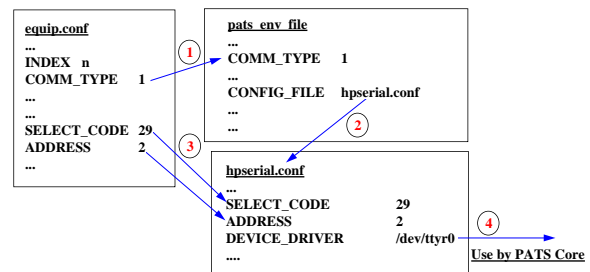 equip.conf
...
INDEX n
COMM_TYPE 1
...
...
SELECT_CODE 29
ADDRESS 2
...
1
pats_env_file
...
COMM_TYPE 1
...
CONFIG_FILE hpserial.conf
...
...
2
3
hpserial.conf
...
SELECT_CODE 29
ADDRESS 2
DEVICE_DRIVER /dev/ttyr0
....
4
Use by PATS Core